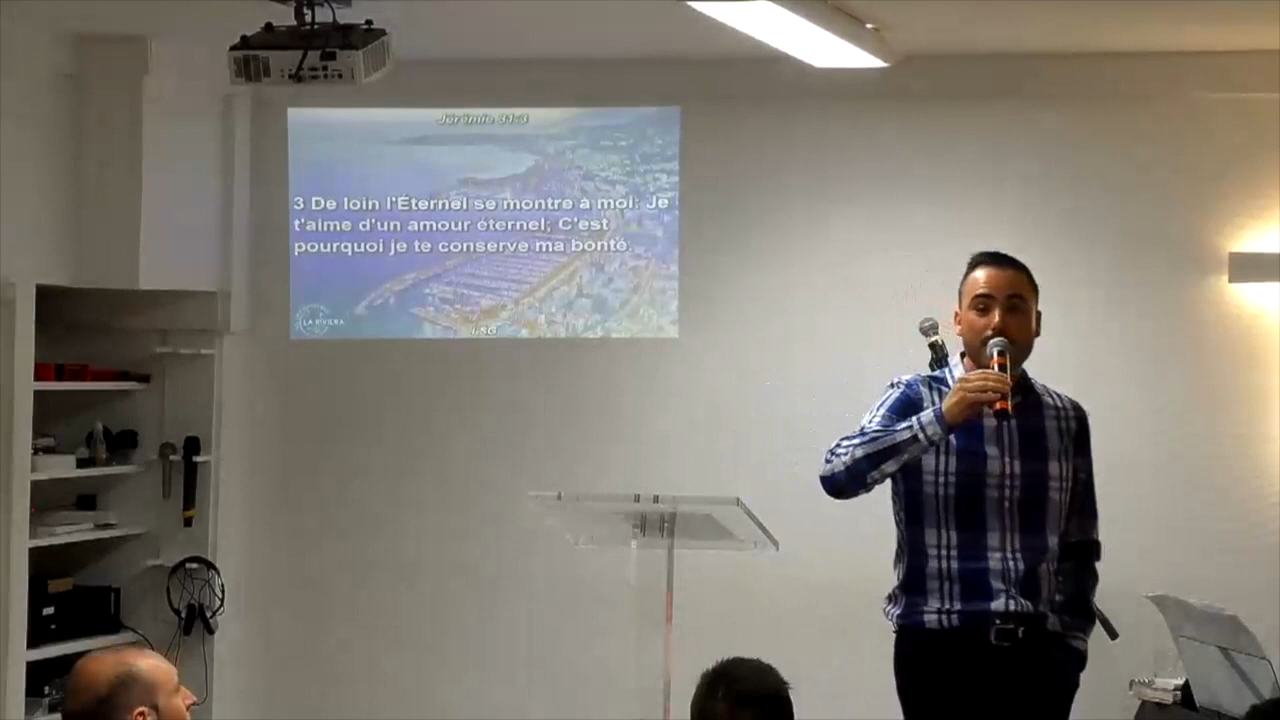 Jérémie 31:3
3 De loin l'Éternel se montre à moi: Je
t'aime d'un amour éternel; C'est
pourquoi je te conserve ma bonté.
LA RIVIERA
LSG